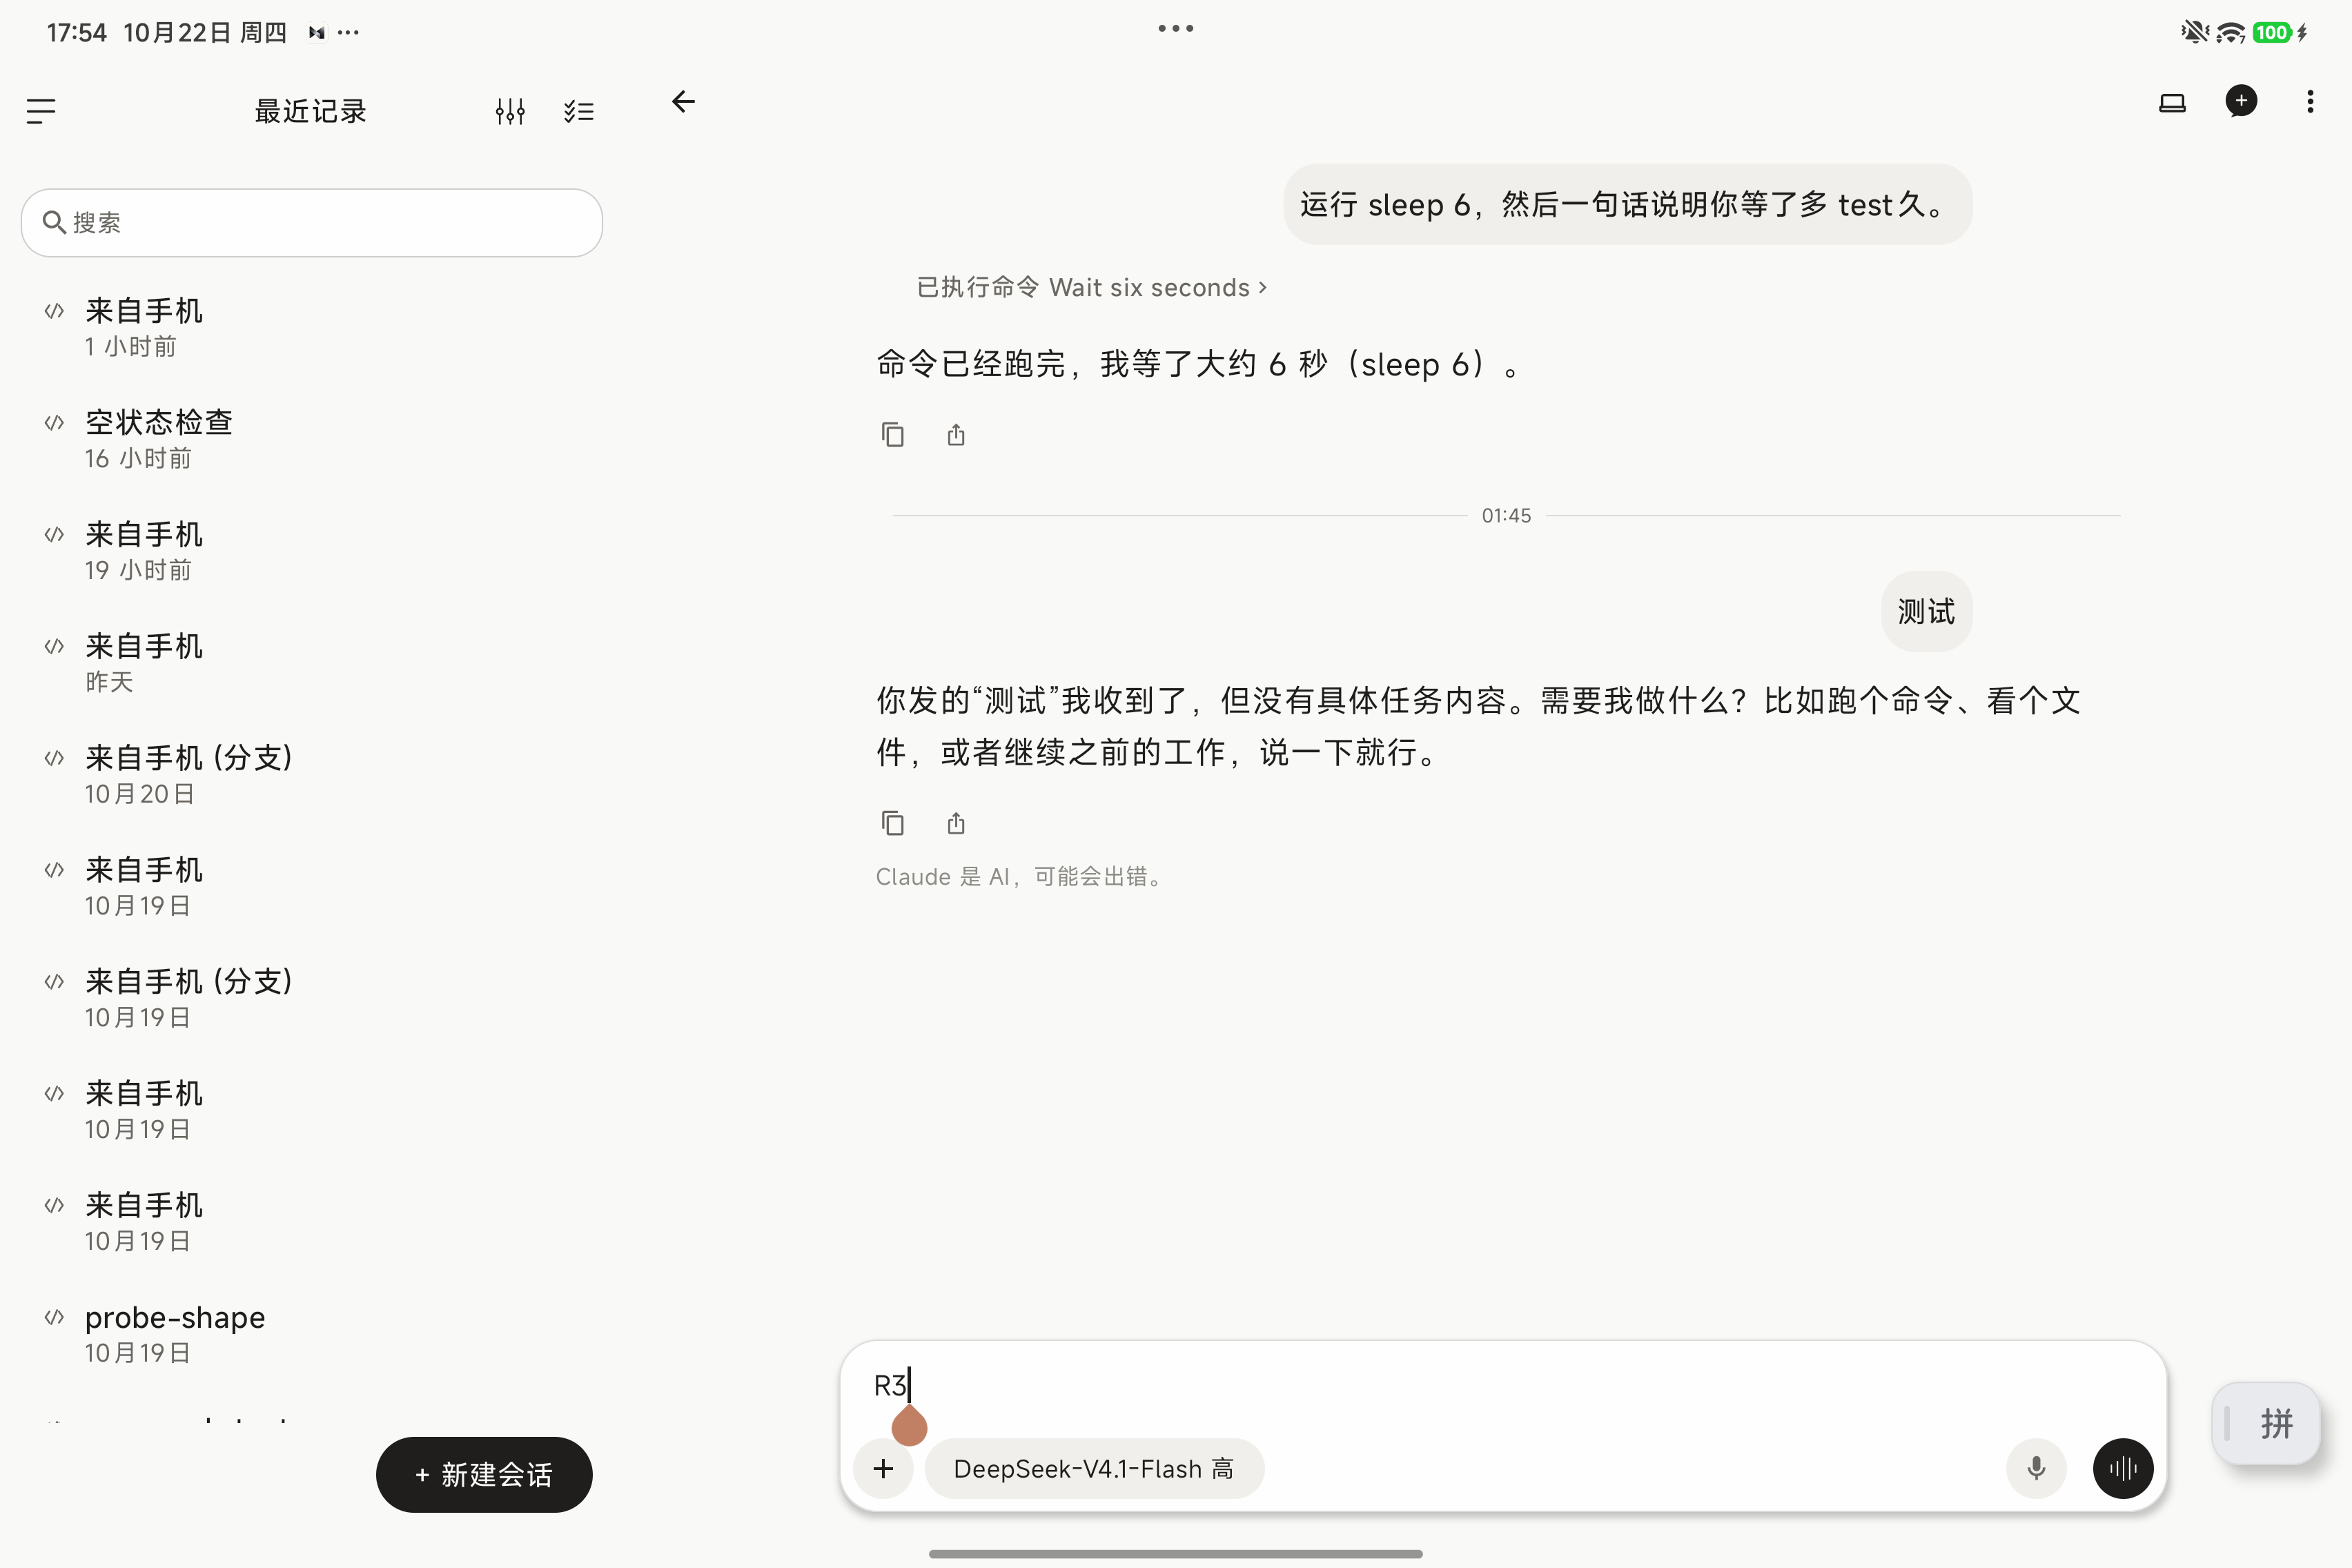 17:54 10月22日 周四
100
最近记录
搜索
来自手机
1 小时前
空状态检查
16 小时前
来自手机
19 小时前
来自手机
昨天
来自手机 (分支)
10月20日
来自手机
10月19日
来自手机 (分支)
10月19日
来自手机
10月19日
来自手机
10月19日
probe-shape
10月19日
+ 新建会话
运行 sleep 6，然后一句话说明你等了多 test久。
已执行命令 Wait six seconds ›
命令已经跑完，我等了大约 6 秒（sleep 6）。
01:45
测试
你发的“测试”我收到了，但没有具体任务内容。需要我做什么？比如跑个命令、看个文
件，或者继续之前的工作，说一下就行。
Claude 是 AI，可能会出错。
R3
DeepSeek-V4.1-Flash 高
拼